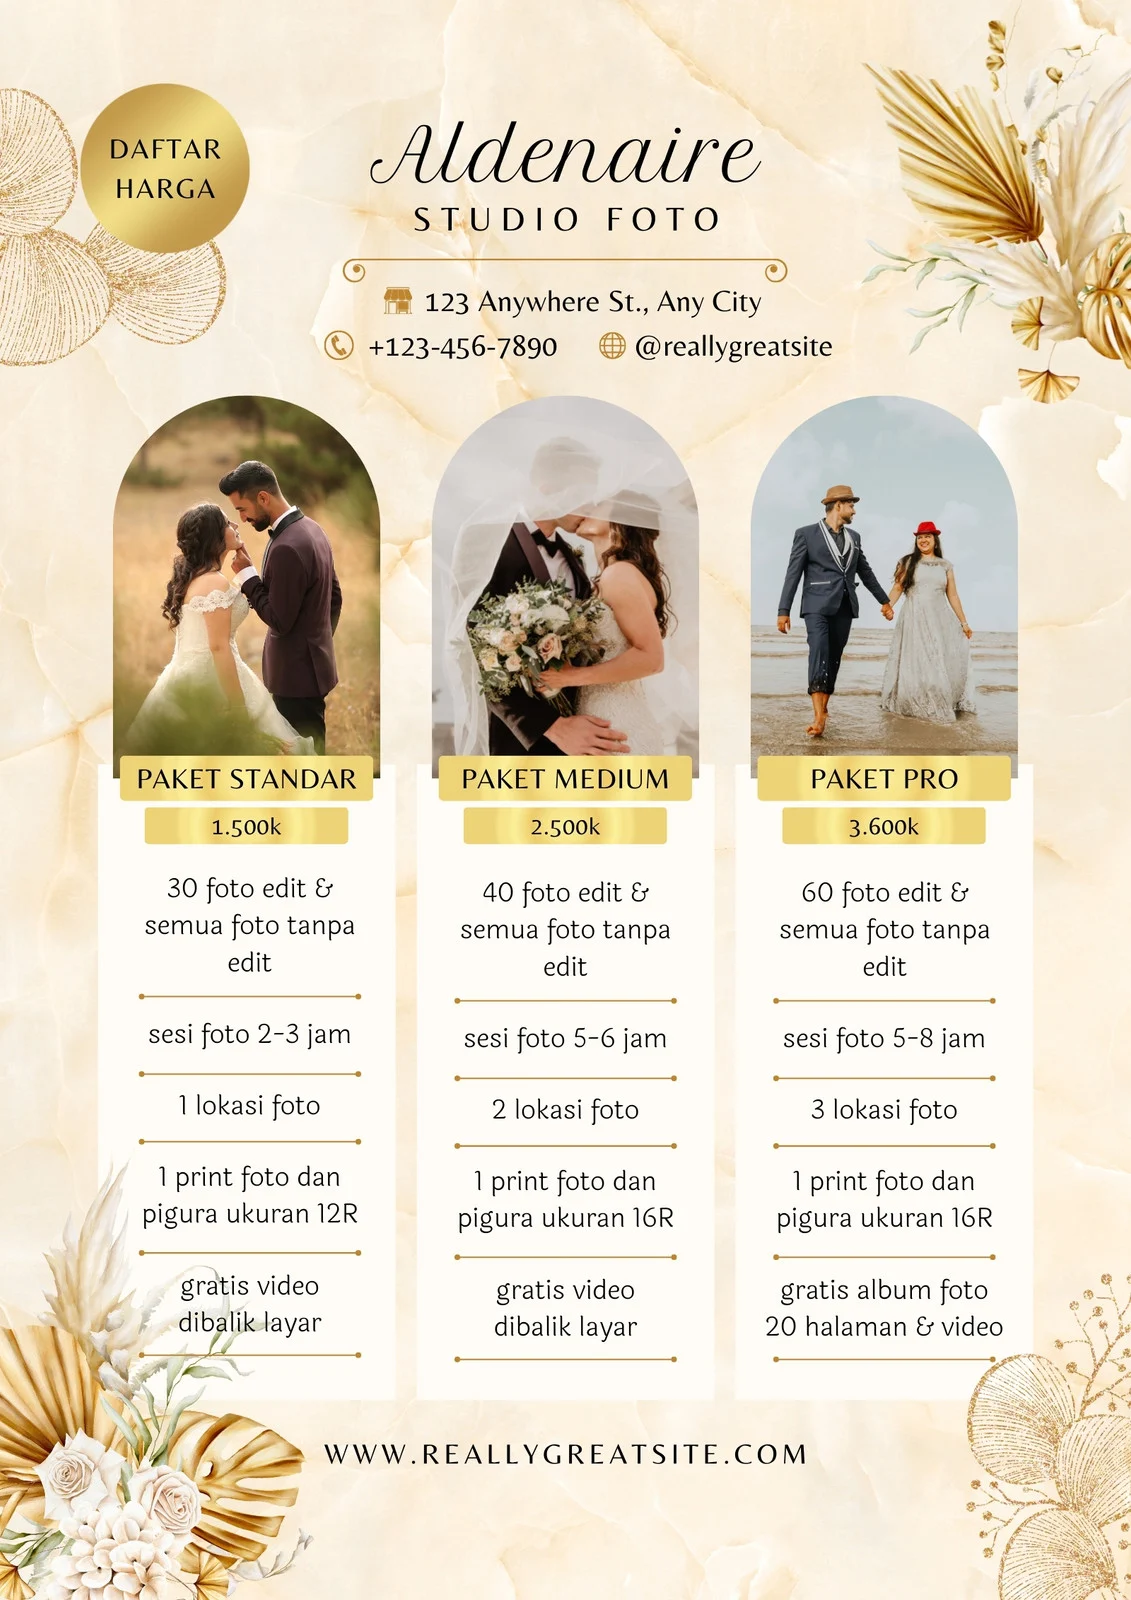 DAFTAR
HARGA
Aldenaire
STUDIO FOTO
123 Anywhere St., Any City
+123-456-7890 @reallygreatsite
PAKET STANDAR
1.500k
30 foto edit &
semua foto tanpa
edit
sesi foto 2-3 jam
1 lokasi foto
1 print foto dan
pigura ukuran 12R
gratis video
dibalik layar
PAKET MEDIUM
2.500k
40 foto edit &
semua foto tanpa
edit
sesi foto 5-6 jam
2 lokasi foto
1 print foto dan
pigura ukuran 16R
gratis video
dibalik layar
PAKET PRO
3.600k
60 foto edit &
semua foto tanpa
edit
sesi foto 5-8 jam
3 lokasi foto
1 print foto dan
pigura ukuran 16R
gratis album foto
20 halaman & video
WWW.REALLYGREATSITE.COM